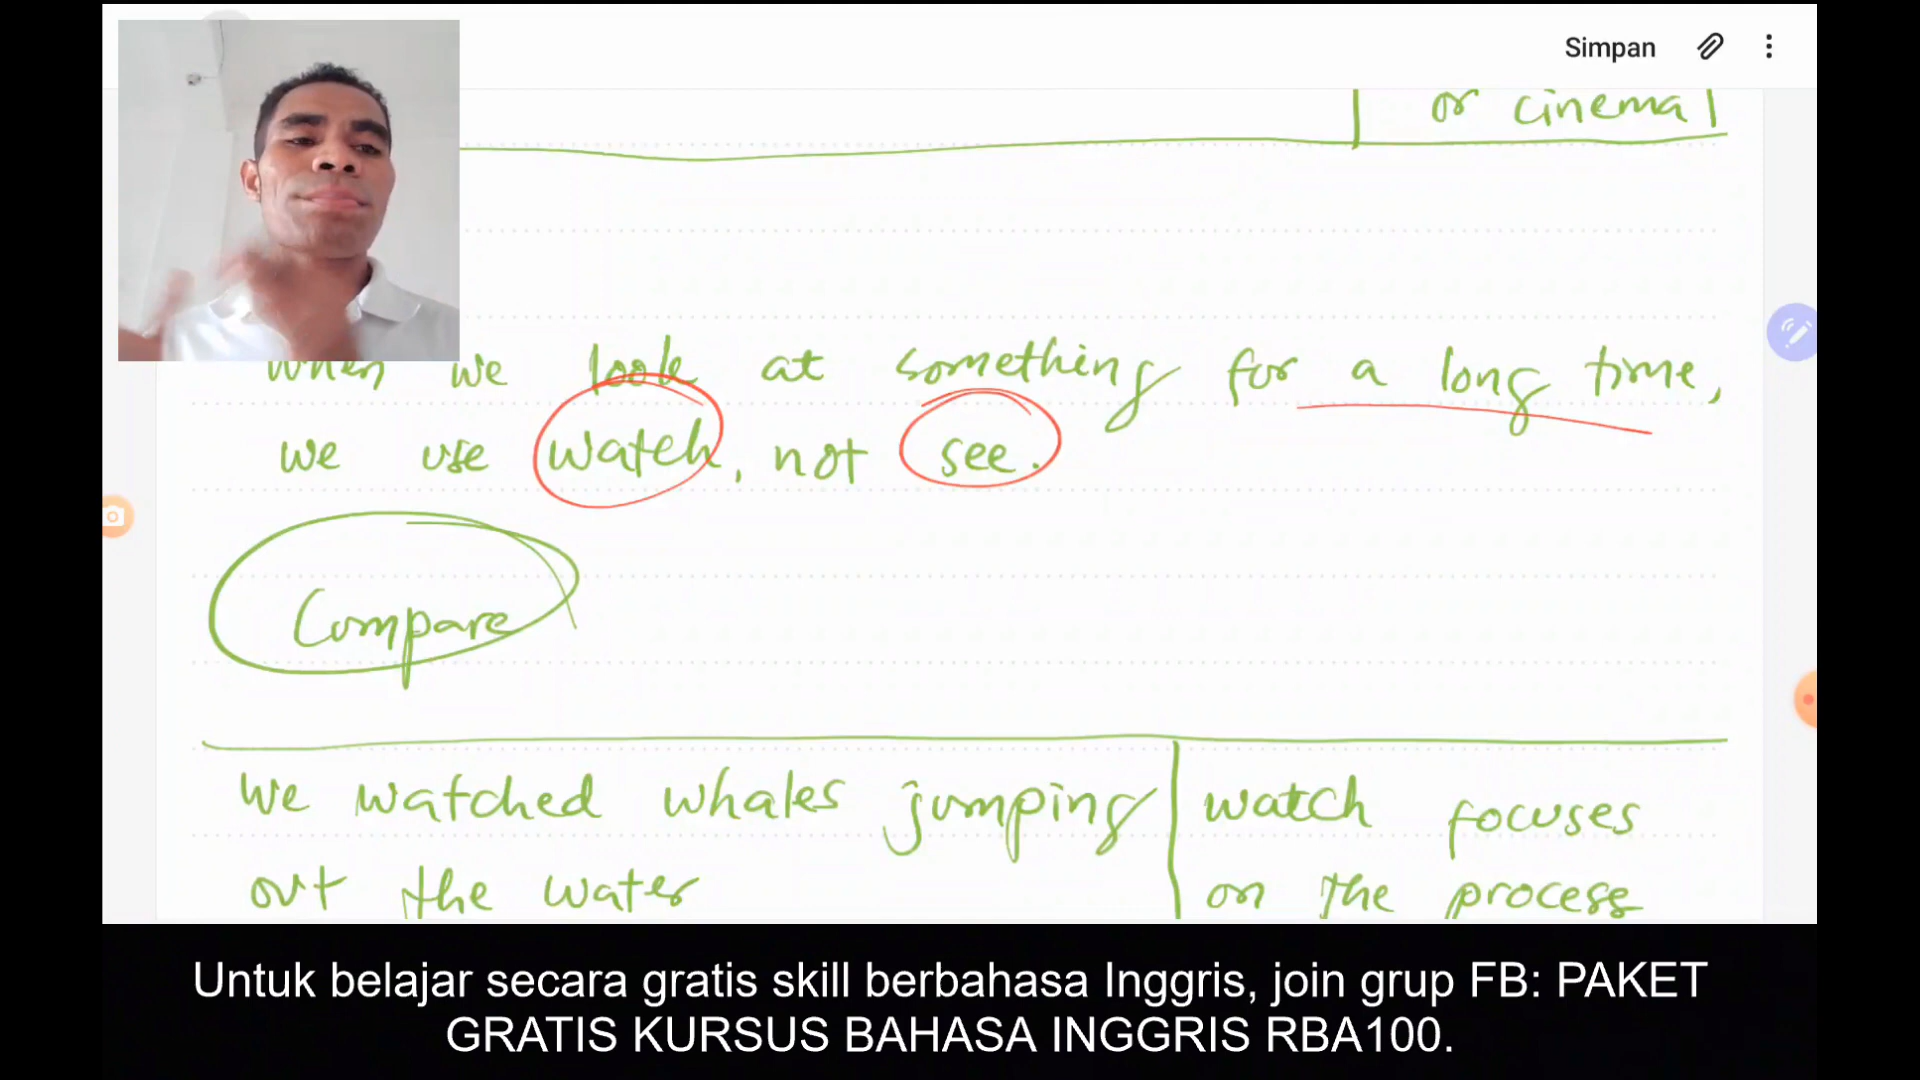 Simpan
or cinema
when we look at something for a long time,
we use watch, not see.
Compare
We watched whales jumping
out the water
watch focuses
on the process
Untuk belajar secara gratis skill berbahasa Inggris, join grup FB: PAKET
GRATIS KURSUS BAHASA INGGRIS RBA100.